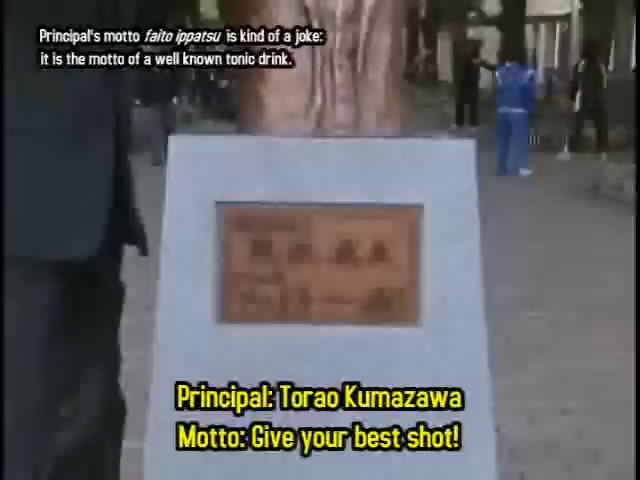 Principal's motto faito ippatsu is kind of a joke:
it is the motto of a well known tonic drink.
Principal: Torao Kumazawa
Motto: Give your best shot!